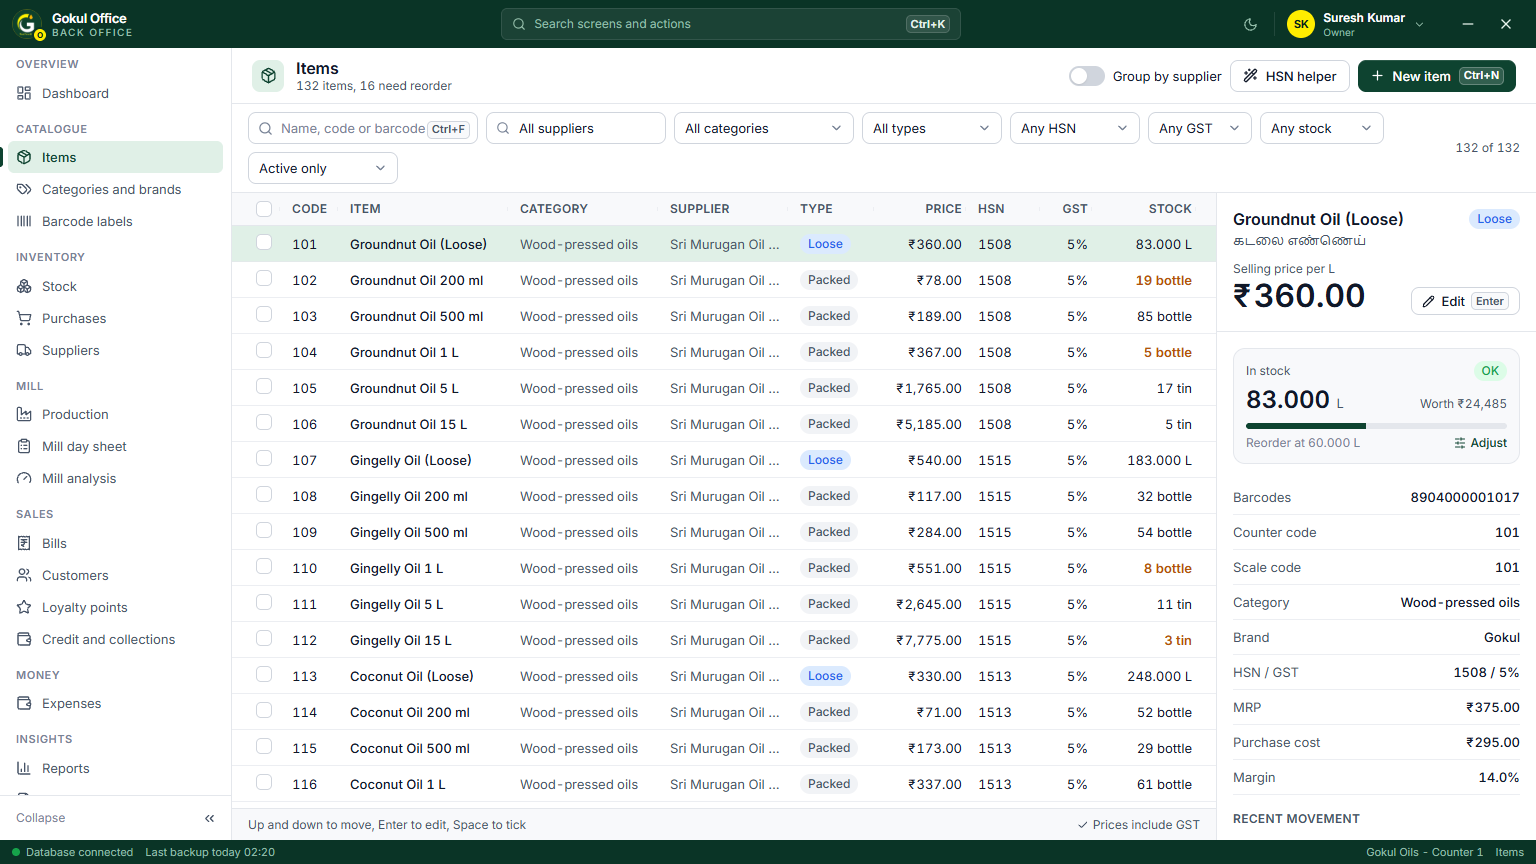 Gokul Office
BACK OFFICE
Search screens and actions Ctrl+K
SK Suresh Kumar
Owner
OVERVIEW
Dashboard
CATALOGUE
Items
Categories and brands
Barcode labels
INVENTORY
Stock
Purchases
Suppliers
MILL
Production
Mill day sheet
Mill analysis
SALES
Bills
Customers
Loyalty points
Credit and collections
MONEY
Expenses
INSIGHTS
Reports
Collapse
Items
132 items, 16 need reorder
Group by supplier HSN helper New item Ctrl+N
Name, code or barcode Ctrl+F All suppliers All categories All types Any HSN Any GST Any stock
Active only
132 of 132
CODE ITEM CATEGORY SUPPLIER TYPE PRICE HSN GST STOCK
101 Groundnut Oil (Loose) Wood-pressed oils Sri Murugan Oil ... Loose ₹360.00 1508 5% 83.000 L
102 Groundnut Oil 200 ml Wood-pressed oils Sri Murugan Oil ... Packed ₹78.00 1508 5% 19 bottle
103 Groundnut Oil 500 ml Wood-pressed oils Sri Murugan Oil ... Packed ₹189.00 1508 5% 85 bottle
104 Groundnut Oil 1 L Wood-pressed oils Sri Murugan Oil ... Packed ₹367.00 1508 5% 5 bottle
105 Groundnut Oil 5 L Wood-pressed oils Sri Murugan Oil ... Packed ₹1,765.00 1508 5% 17 tin
106 Groundnut Oil 15 L Wood-pressed oils Sri Murugan Oil ... Packed ₹5,185.00 1508 5% 5 tin
107 Gingelly Oil (Loose) Wood-pressed oils Sri Murugan Oil ... Loose ₹540.00 1515 5% 183.000 L
108 Gingelly Oil 200 ml Wood-pressed oils Sri Murugan Oil ... Packed ₹117.00 1515 5% 32 bottle
109 Gingelly Oil 500 ml Wood-pressed oils Sri Murugan Oil ... Packed ₹284.00 1515 5% 54 bottle
110 Gingelly Oil 1 L Wood-pressed oils Sri Murugan Oil ... Packed ₹551.00 1515 5% 8 bottle
111 Gingelly Oil 5 L Wood-pressed oils Sri Murugan Oil ... Packed ₹2,645.00 1515 5% 11 tin
112 Gingelly Oil 15 L Wood-pressed oils Sri Murugan Oil ... Packed ₹7,775.00 1515 5% 3 tin
113 Coconut Oil (Loose) Wood-pressed oils Sri Murugan Oil ... Loose ₹330.00 1513 5% 248.000 L
114 Coconut Oil 200 ml Wood-pressed oils Sri Murugan Oil ... Packed ₹71.00 1513 5% 52 bottle
115 Coconut Oil 500 ml Wood-pressed oils Sri Murugan Oil ... Packed ₹173.00 1513 5% 29 bottle
116 Coconut Oil 1 L Wood-pressed oils Sri Murugan Oil ... Packed ₹337.00 1513 5% 61 bottle
Up and down to move, Enter to edit, Space to tick Prices include GST
Groundnut Oil (Loose) Loose
கடலை எண்ணெய்
Selling price per L
₹360.00 Edit Enter
In stock OK
83.000 L Worth ₹24,485
Reorder at 60.000 L Adjust
Barcodes 8904000001017
Counter code 101
Scale code 101
Category Wood-pressed oils
Brand Gokul
HSN / GST 1508 / 5%
MRP ₹375.00
Purchase cost ₹295.00
Margin 14.0%
RECENT MOVEMENT
Database connected Last backup today 02:20 Gokul Oils - Counter 1 Items